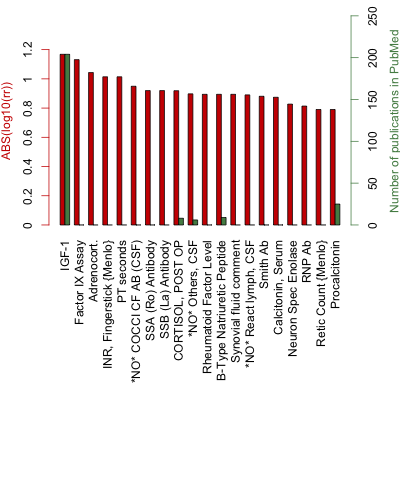 ABS(log10(rr))
0
0.2
0.4
0.6
0.8
1
1.2
Number of publications in PubMed
0
50
100
150
200
250
IGF-1
Factor IX Assay
Adrenocort.
INR, Fingerstick {Menlo}
PT seconds
*NO* COCCI CF AB (CSF)
SSA (Ro) Antibody
SSB (La) Antibody
CORTISOL, POST OP
*NO* Others, CSF
Rheumatoid Factor Level
B-Type Natriuretic Peptide
Synovial fluid comment
*NO* React lymph, CSF
Smith Ab
Calcitonin, Serum
Neuron Spec Enolase
RNP Ab
Retic Count {Menlo}
Procalcitonin